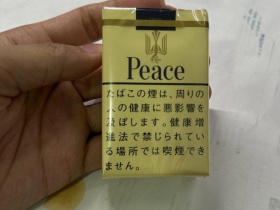 Peace
たばこの煙は、周りの
人の健康に悪影響を
及ぼします。健康増
進法で禁じられてい
る場所では喫煙でき
ません。